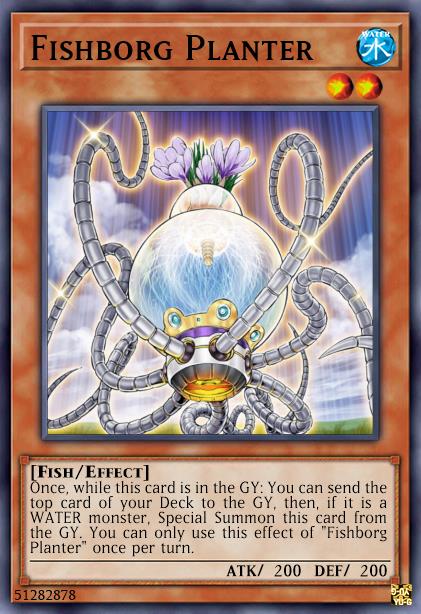 Fishborg Planter
WATER
水
[Fish/Effect]
Once, while this card is in the GY: You can send the
top card of your Deck to the GY, then, if it is a
WATER monster, Special Summon this card from
the GY. You can only use this effect of "Fishborg
Planter" once per turn.
ATK/ 200 DEF/ 200
51282878